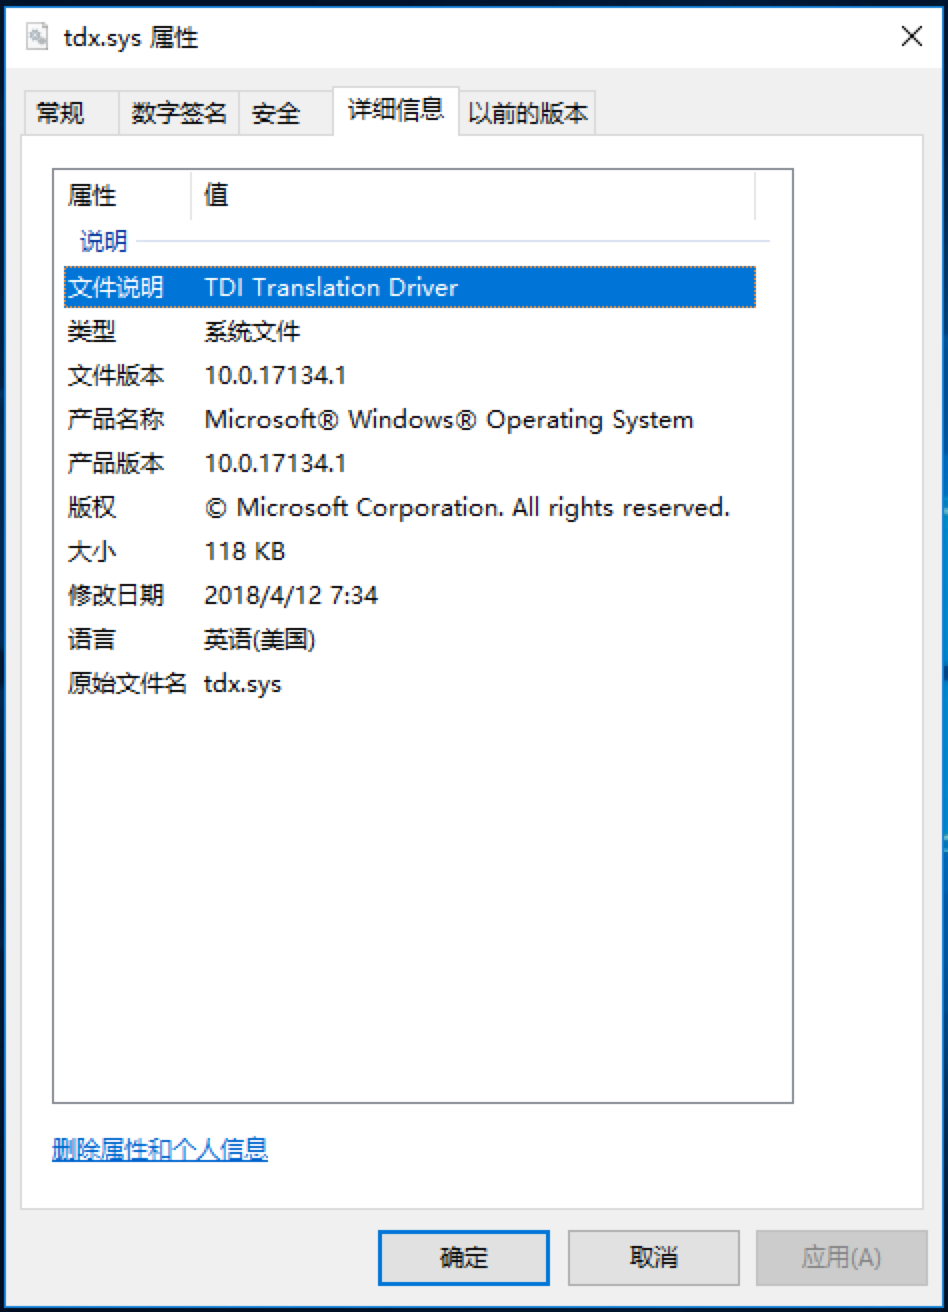 tdx.sys 属性
常规 数字签名 安全 详细信息 以前的版本
属性 值
说明
文件说明 TDI Translation Driver
类型 系统文件
文件版本 10.0.17134.1
产品名称 Microsoft® Windows® Operating System
产品版本 10.0.17134.1
版权 © Microsoft Corporation. All rights reserved.
大小 118 KB
修改日期 2018/4/12 7:34
语言 英语(美国)
原始文件名 tdx.sys
删除属性和个人信息
确定 取消 应用(A)